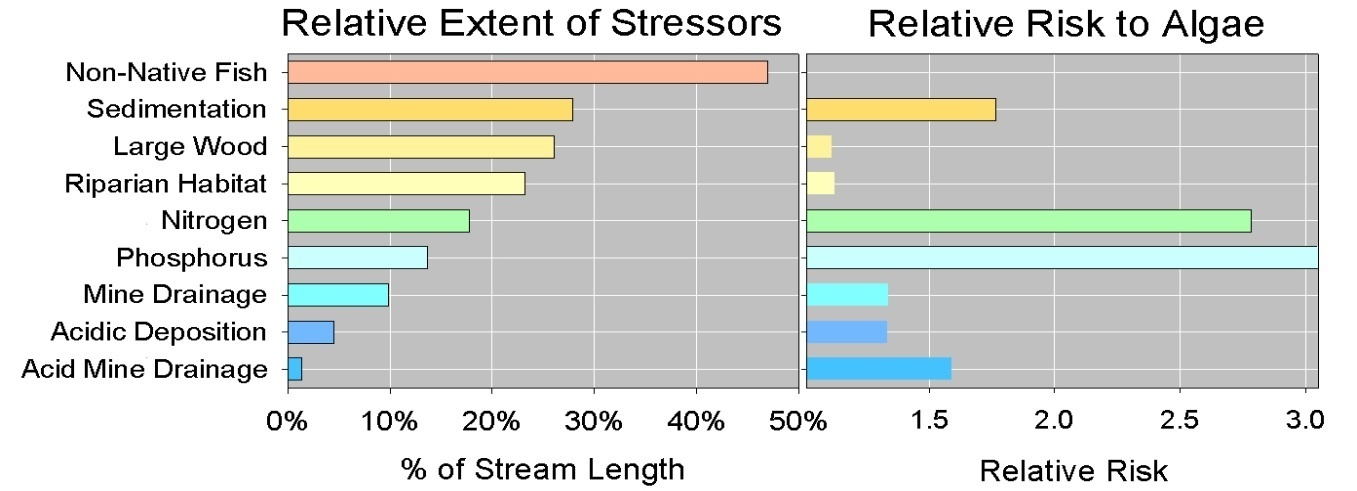 Relative Extent of Stressors
Relative Risk to Algae
Non-Native Fish
Sedimentation
Large Wood
Riparian Habitat
Nitrogen
Phosphorus
Mine Drainage
Acidic Deposition
Acid Mine Drainage
0% 10% 20% 30% 40% 50%
1.5 2.0 2.5 3.0
% of Stream Length
Relative Risk